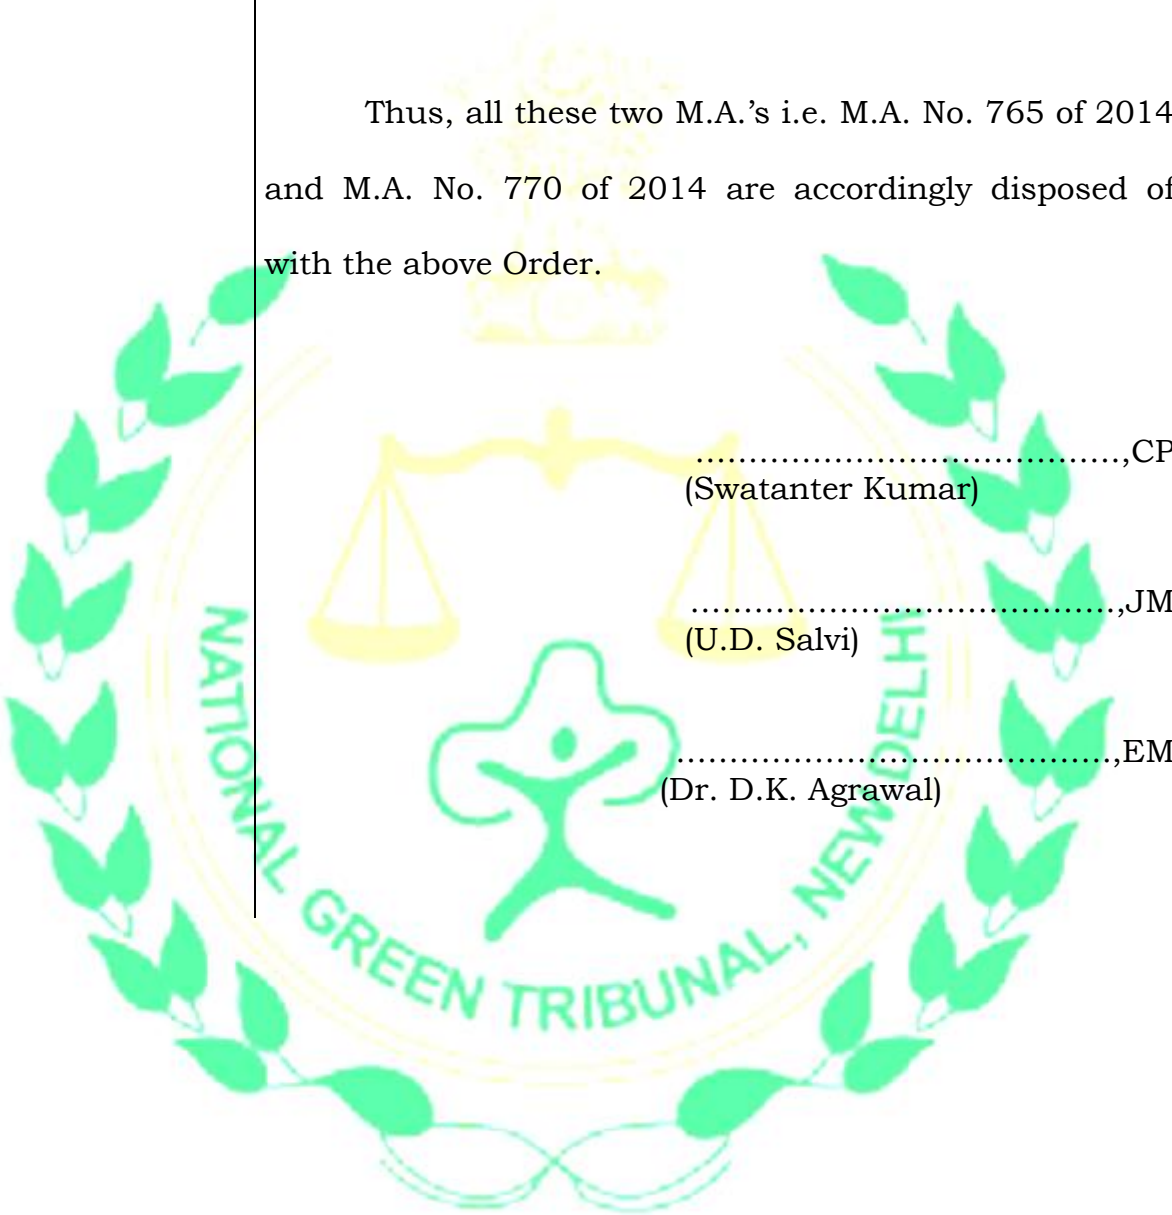 Thus, all these two M.A.’s i.e. M.A. No. 765 of 2014
and M.A. No. 770 of 2014 are accordingly disposed of
with the above Order.
.......................................,CP
(Swatanter Kumar)
.......................................,JM
(U.D. Salvi)
.......................................,EM
(Dr. D.K. Agrawal)
NATIONAL GREEN TRIBUNAL, NEW DELHI